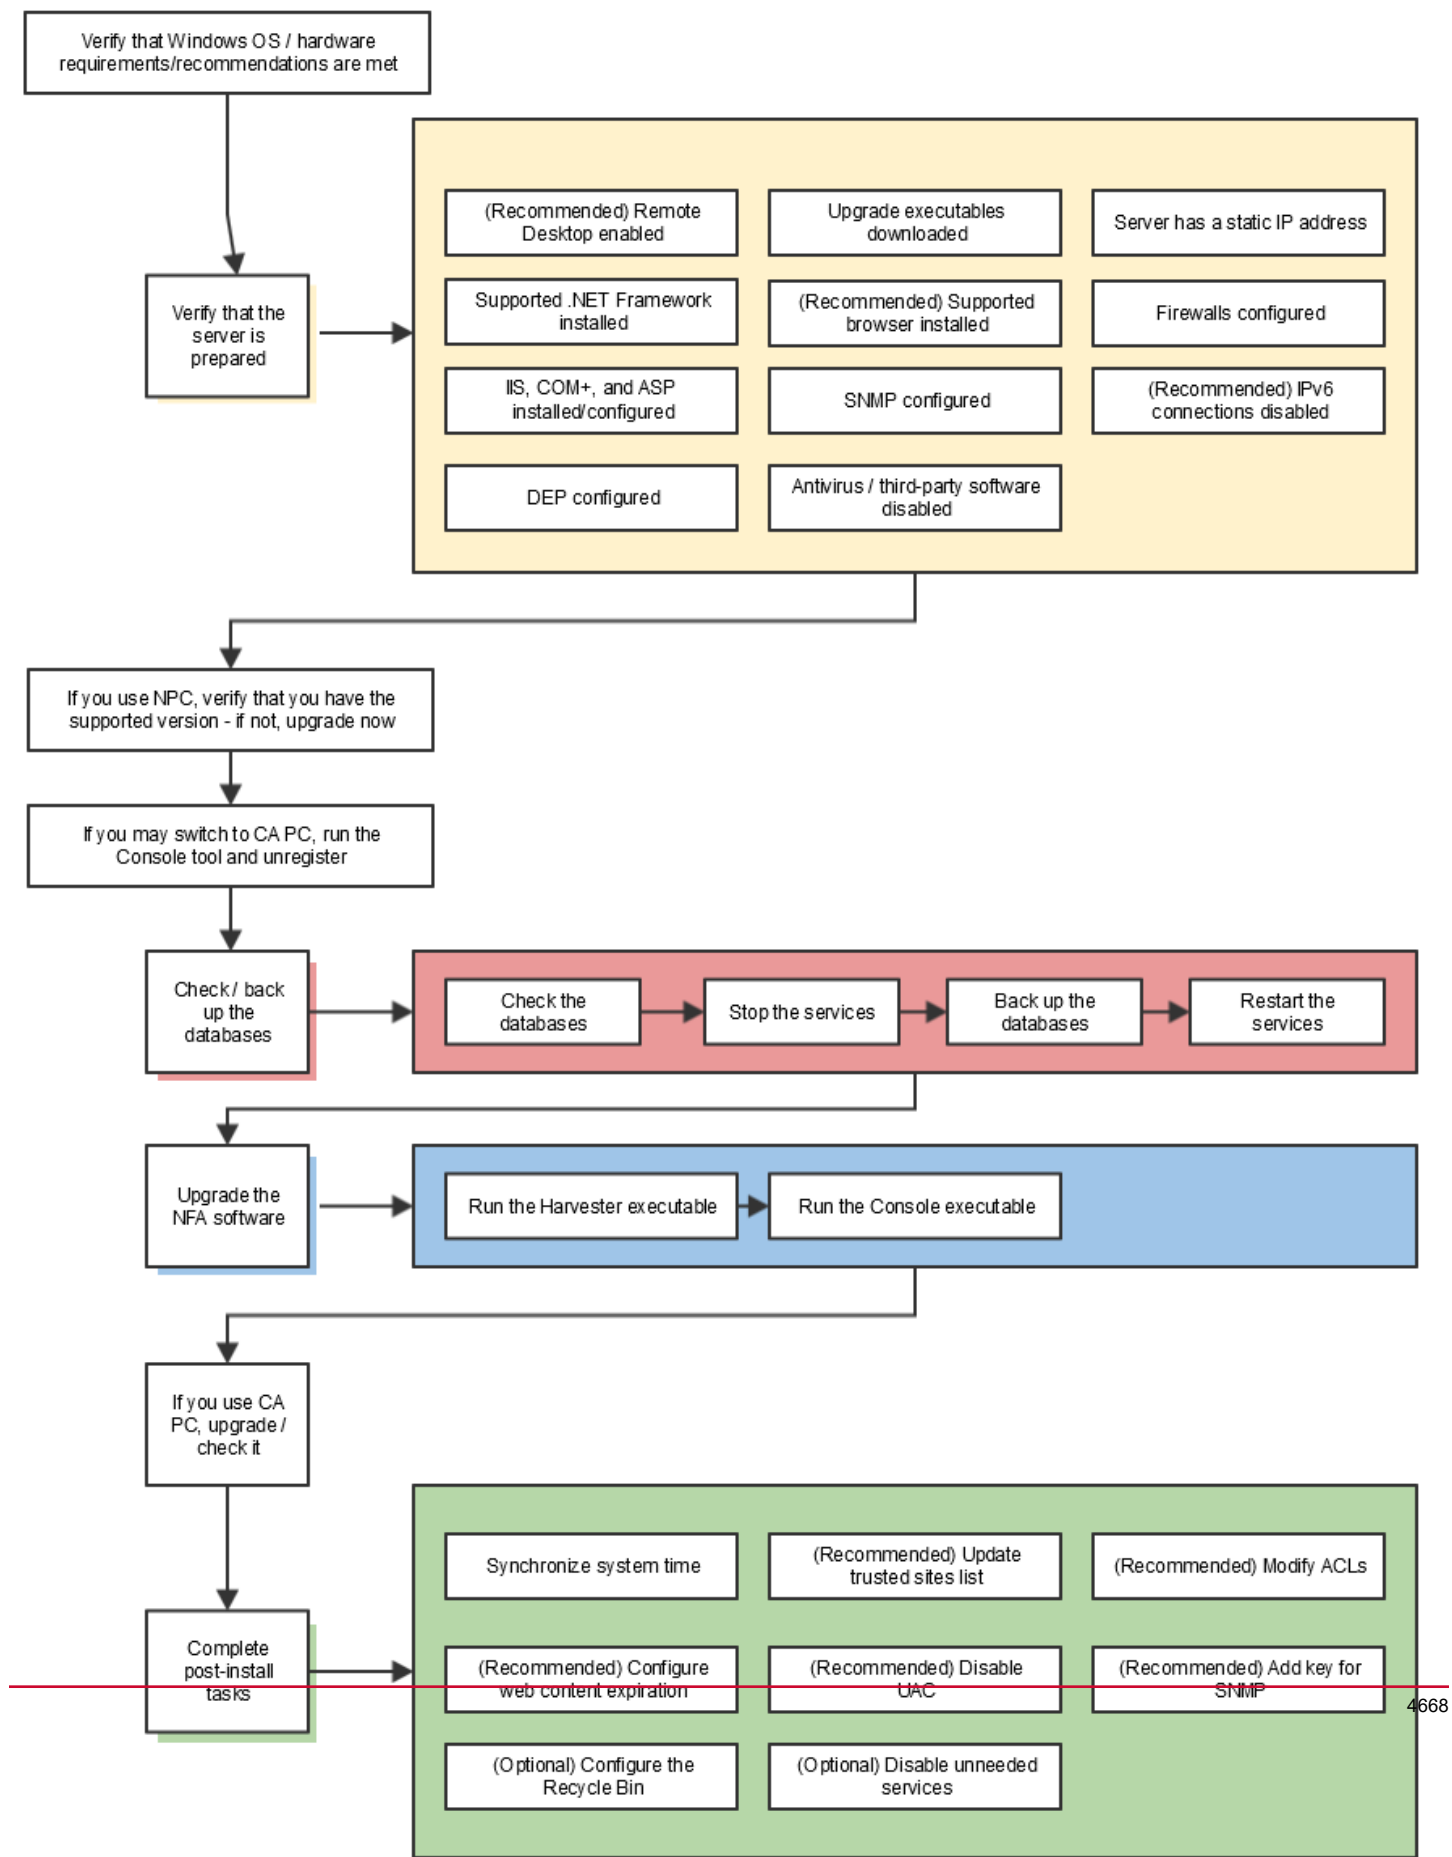 Verify that Windows OS / hardware
requirements/recommendations are met
Verify that the
server is
prepared
(Recommended) Remote
Desktop enabled
Upgrade executables
downloaded
Server has a static IP address
Supported .NET Framework
installed
(Recommended) Supported
browser installed
Firewalls configured
IIS, COM+, and ASP
installed/configured
SNMP configured
(Recommended) IPv6
connections disabled
DEP configured
Antivirus / third-party software
disabled
If you use NPC, verify that you have the
supported version - if not, upgrade now
If you may switch to CA PC, run the
Console tool and unregister
Check / back
up the
databases
Check the
databases
Stop the services
Back up the
databases
Restart the
services
Upgrade the
NFA software
Run the Harvester executable
Run the Console executable
If you use CA
PC, upgrade /
check it
Complete
post-install
tasks
Synchronize system time
(Recommended) Update
trusted sites list
(Recommended) Modify ACLs
(Recommended) Configure
web content expiration
(Recommended) Disable
UAC
(Recommended) Add key for
SNMP
4668
(Optional) Configure the
Recycle Bin
(Optional) Disable unneeded
services